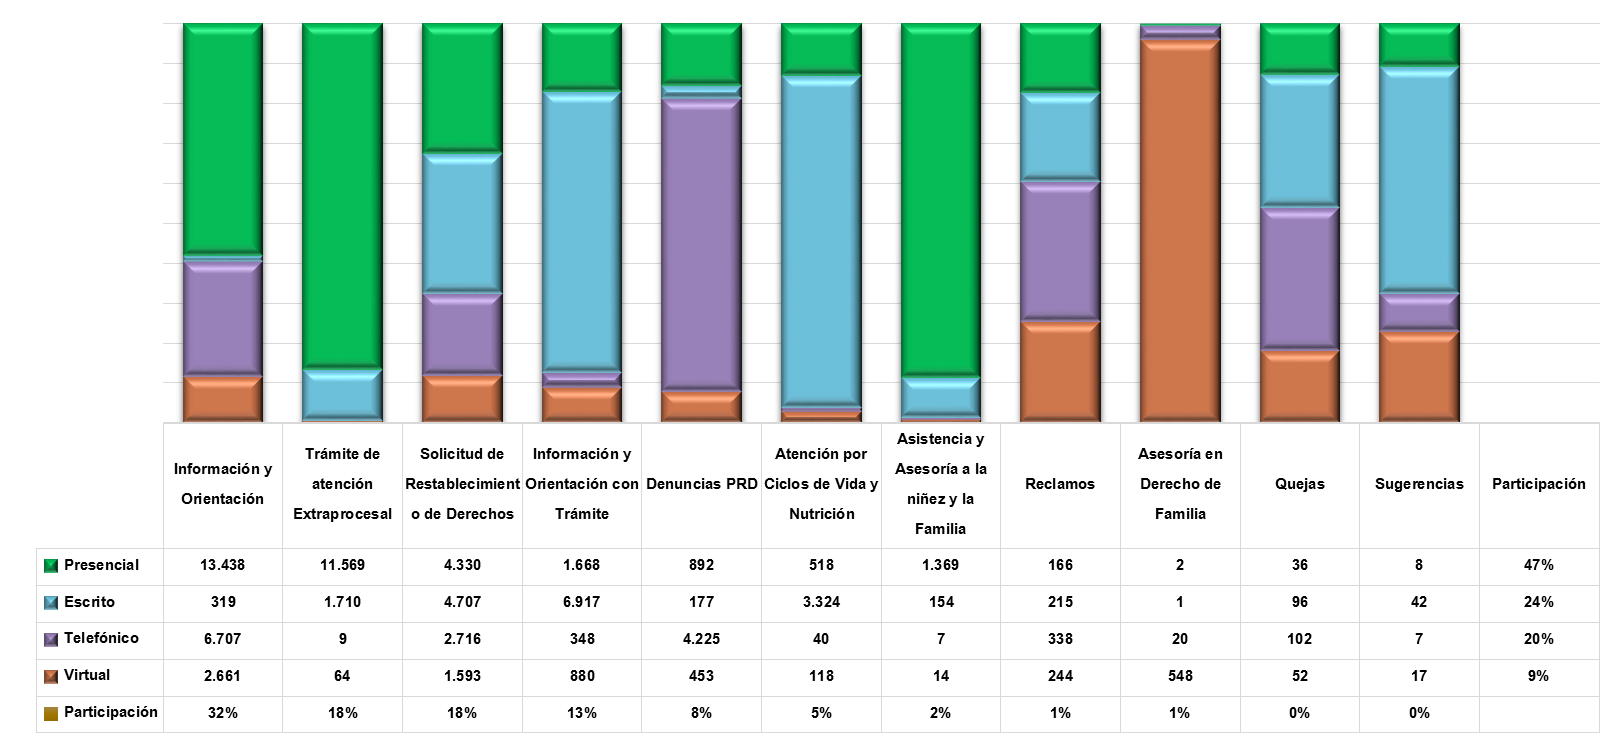 Información y
Orientación
Trámite de
atención
Extraprocesal
Solicitud de
Restablecimient
o de Derechos
Información y
Orientación con
Trámite
Denuncias PRD
Atención por
Ciclos de Vida y
Nutrición
Asistencia y
Asesoría a la
niñez y la
Familia
Reclamos
Asesoría en
Derecho de
Familia
Quejas
Sugerencias
Participación
Presencial 13.438 11.569 4.330 1.668 892 518 1.369 166 2 36 8 47%
Escrito 319 1.710 4.707 6.917 177 3.324 154 215 1 96 42 24%
Telefónico 6.707 9 2.716 348 4.225 40 7 338 20 102 7 20%
Virtual 2.661 64 1.593 880 453 118 14 244 548 52 17 9%
Participación 32% 18% 18% 13% 8% 5% 2% 1% 1% 0% 0%